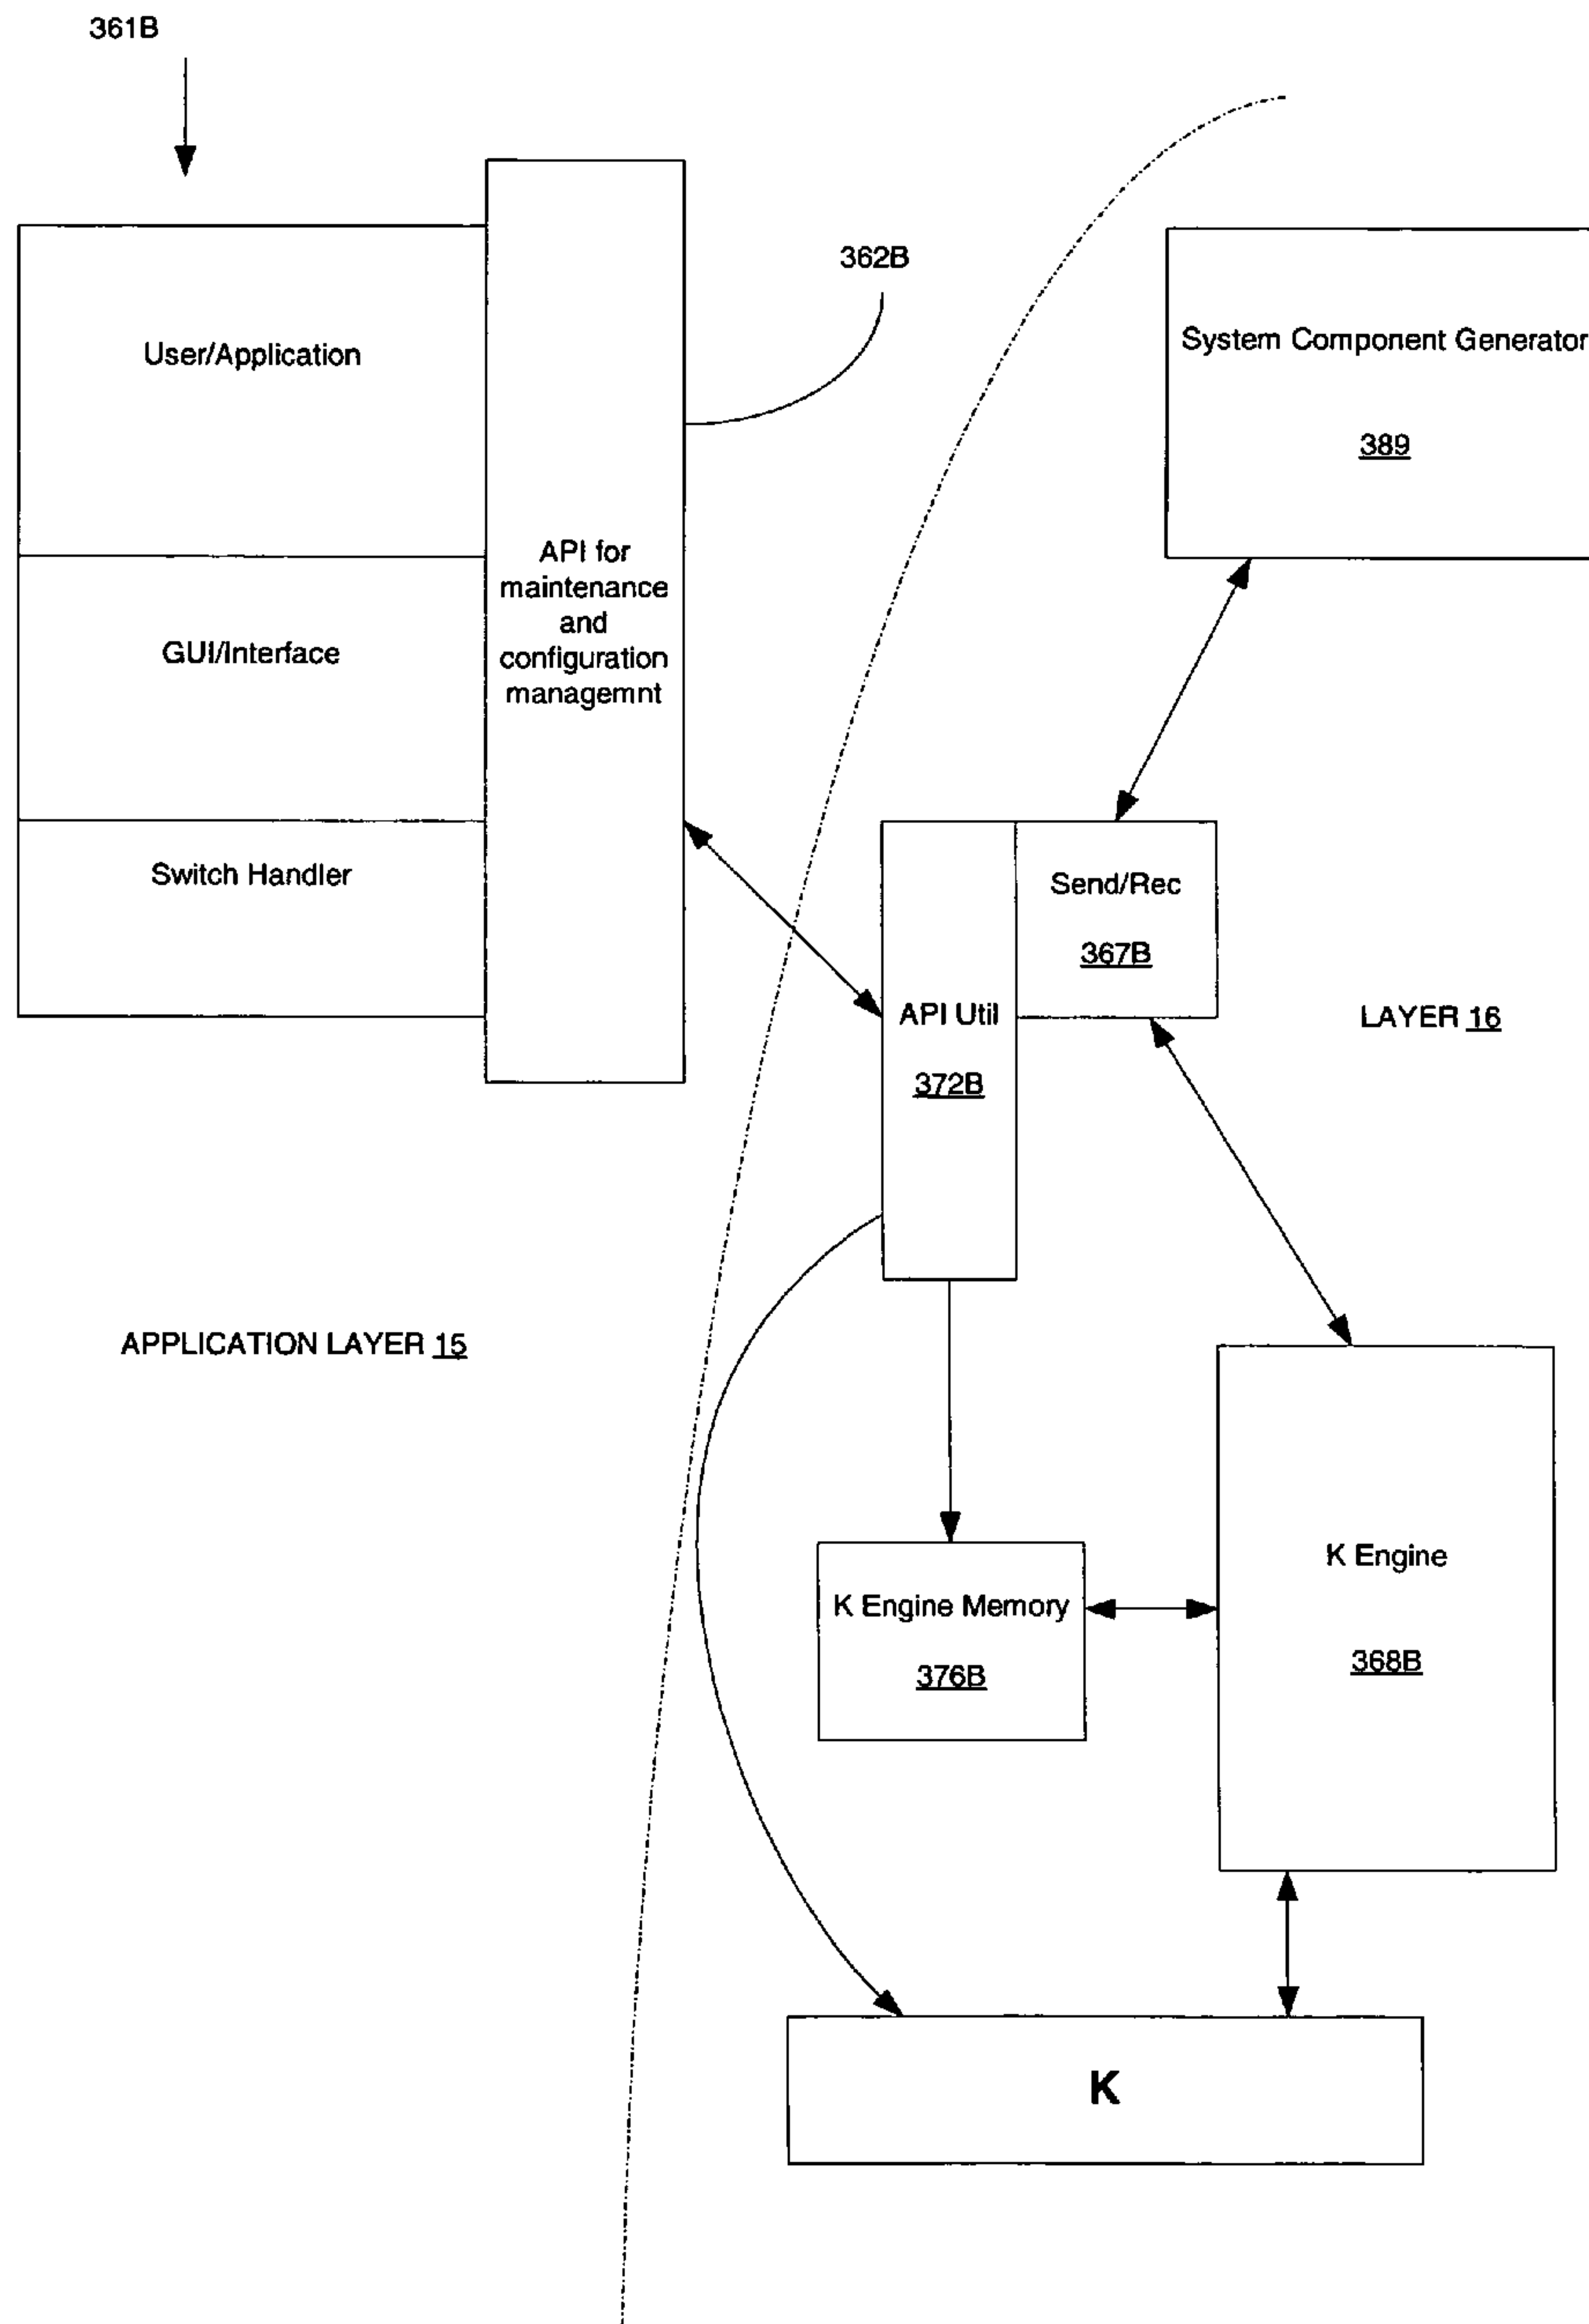 361B
362B
User/Application
System Component Generator
389
API for
maintenance
and
configuration
managemnt
GUI/Interface
Switch Handler
Send/Rec
367B
API Util
372B
LAYER 16
APPLICATION LAYER 15
K Engine
368B
K Engine Memory
376B
K